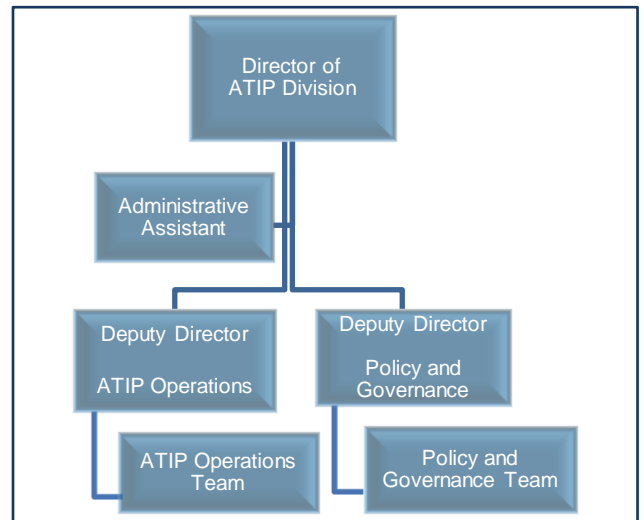 Director of
ATIP Division
Administrative
Assistant
Deputy Director
ATIP Operations
Deputy Director
Policy and
Governance
ATIP Operations
Team
Policy and
Governance Team